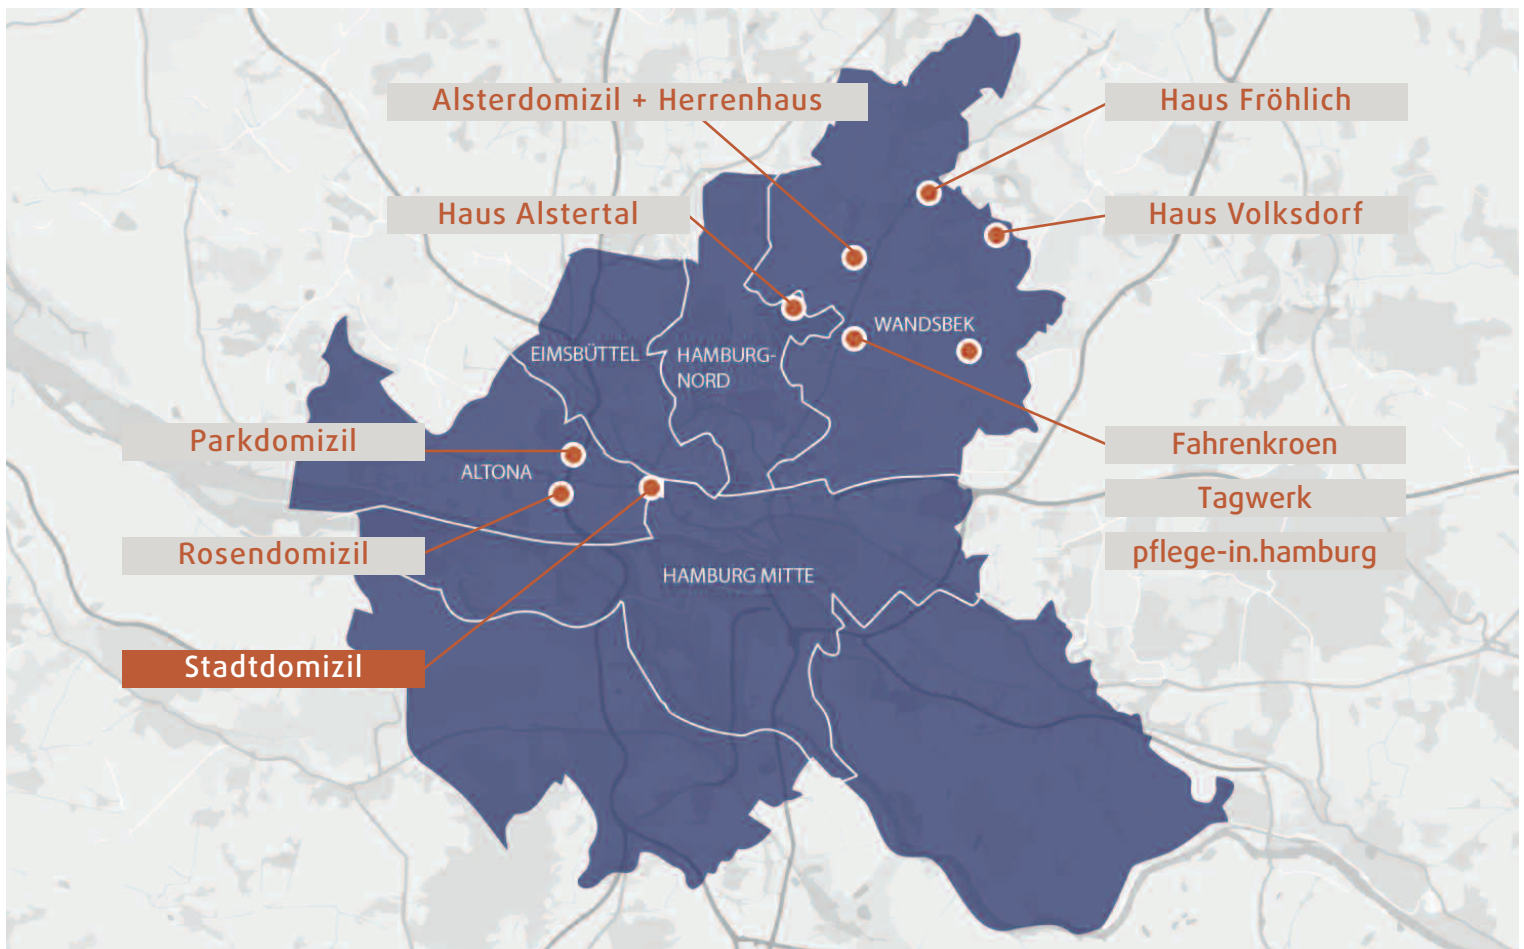 Alsterdomizil + Herrenhaus
Haus Fröhlich
Haus Alstertal
Haus Volksdorf
WANDSBEK
EIMSBÜTTEL
HAMBURG-
NORD
Parkdomizil
Fahrenkroen
ALTONA
Tagwerk
Rosendomizil
pflege-in.hamburg
HAMBURG MITTE
Stadtdomizil